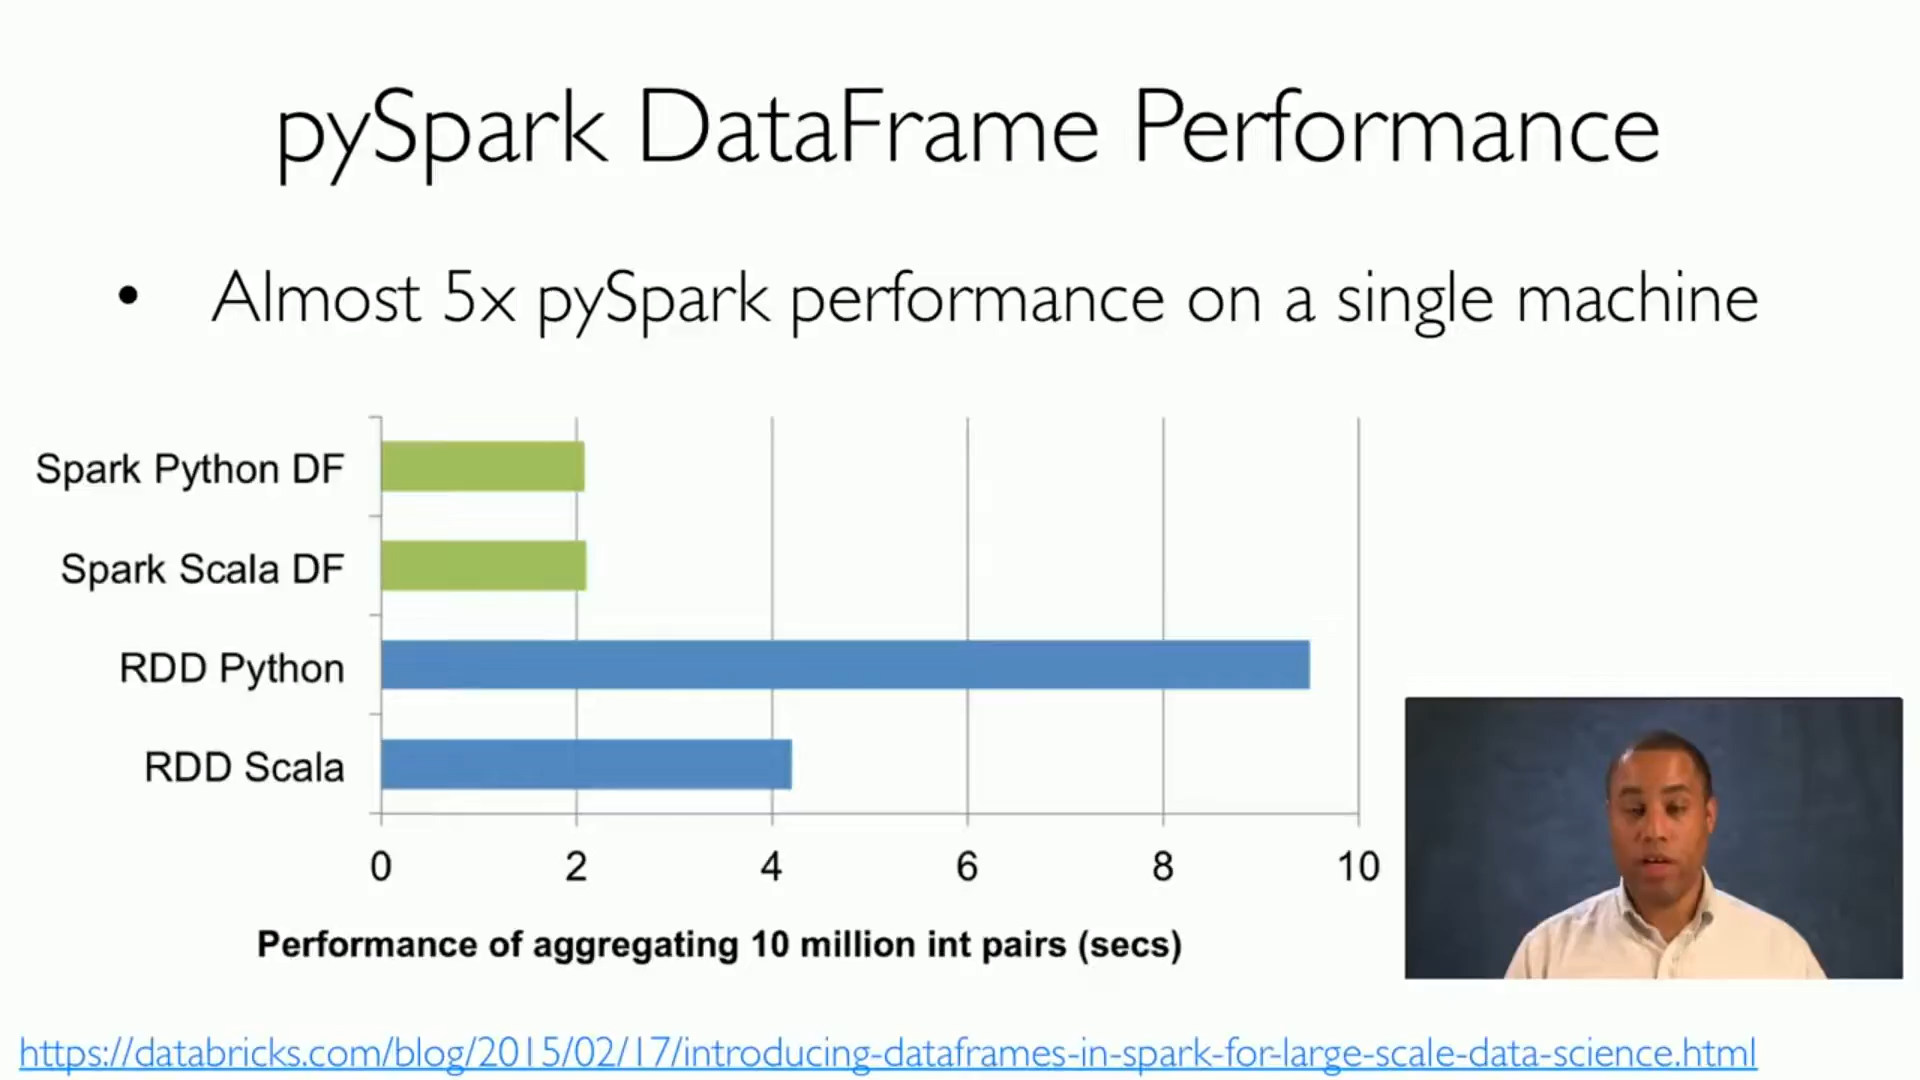 pySpark DataFrame Performance
• Almost 5x pySpark performance on a single machine
Spark Python DF
Spark Scala DF
RDD Python
RDD Scala
0 2 4 6 8 10
Performance of aggregating 10 million int pairs (secs)
https://databricks.com/blog/2015/02/17/introducing-dataframes-in-spark-for-large-scale-data-science.html